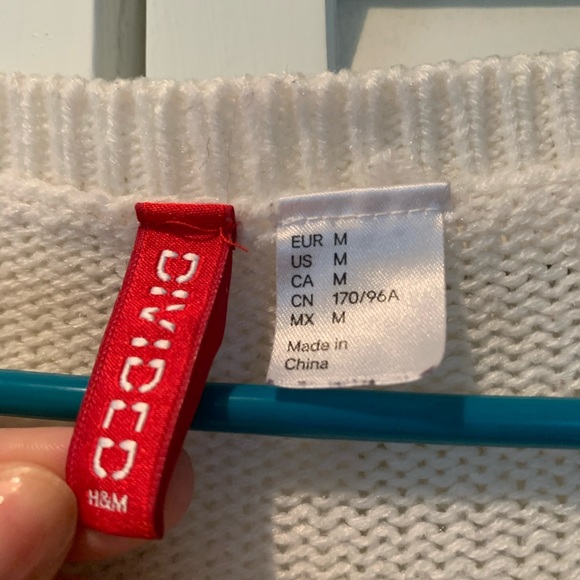 DIVIDED
H&M
EUR M
US M
CA M
CN 170/96A
MX M
Made in
China